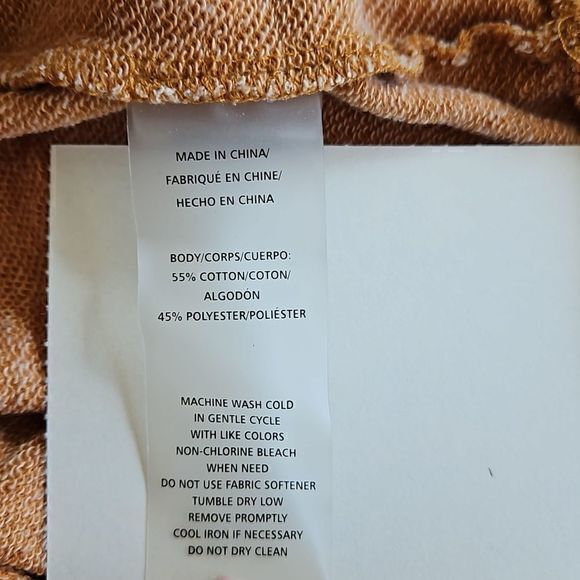 MADE IN CHINA/
FABRIQUÉ EN CHINE/
HECHO EN CHINA
BODY/CORPS/CUERPO:
55% COTTON/COTON/
ALGODÓN
45% POLYESTER/POLIÉSTER
MACHINE WASH COLD
IN GENTLE CYCLE
WITH LIKE COLORS
NON-CHLORINE BLEACH
WHEN NEED
DO NOT USE FABRIC SOFTENER
TUMBLE DRY LOW
REMOVE PROMPTLY
COOL IRON IF NECESSARY
DO NOT DRY CLEAN